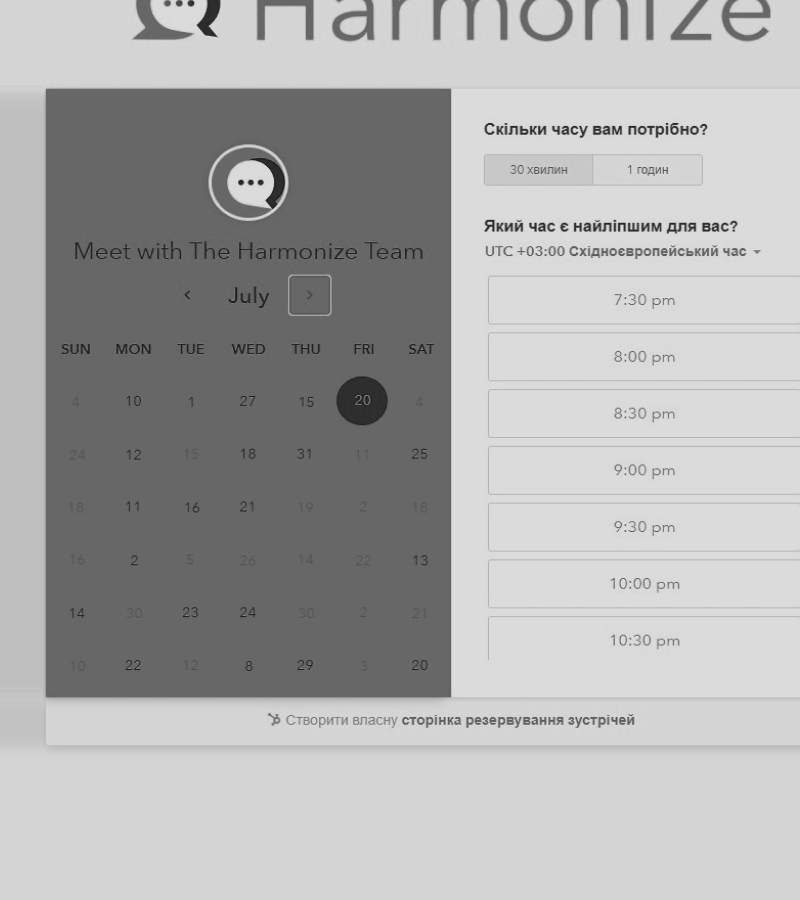 Harmonize
Meet with The Harmonize Team
July
SUN MON TUE WED THU FRI SAT
4 10 1 27 15 20 4
24 12 15 18 31 11 25
18 11 16 21 19 2 18
16 2 5 26 14 22 13
14 30 23 24 30 2 21
10 22 12 8 29 3 20
Скільки часу вам потрібно?
30 хвилин 1 годин
Який час є найліпшим для вас?
UTC +03:00 Східноєвропейський час
7:30 pm
8:00 pm
8:30 pm
9:00 pm
9:30 pm
10:00 pm
10:30 pm
Створити власну сторінка резервування зустрічей